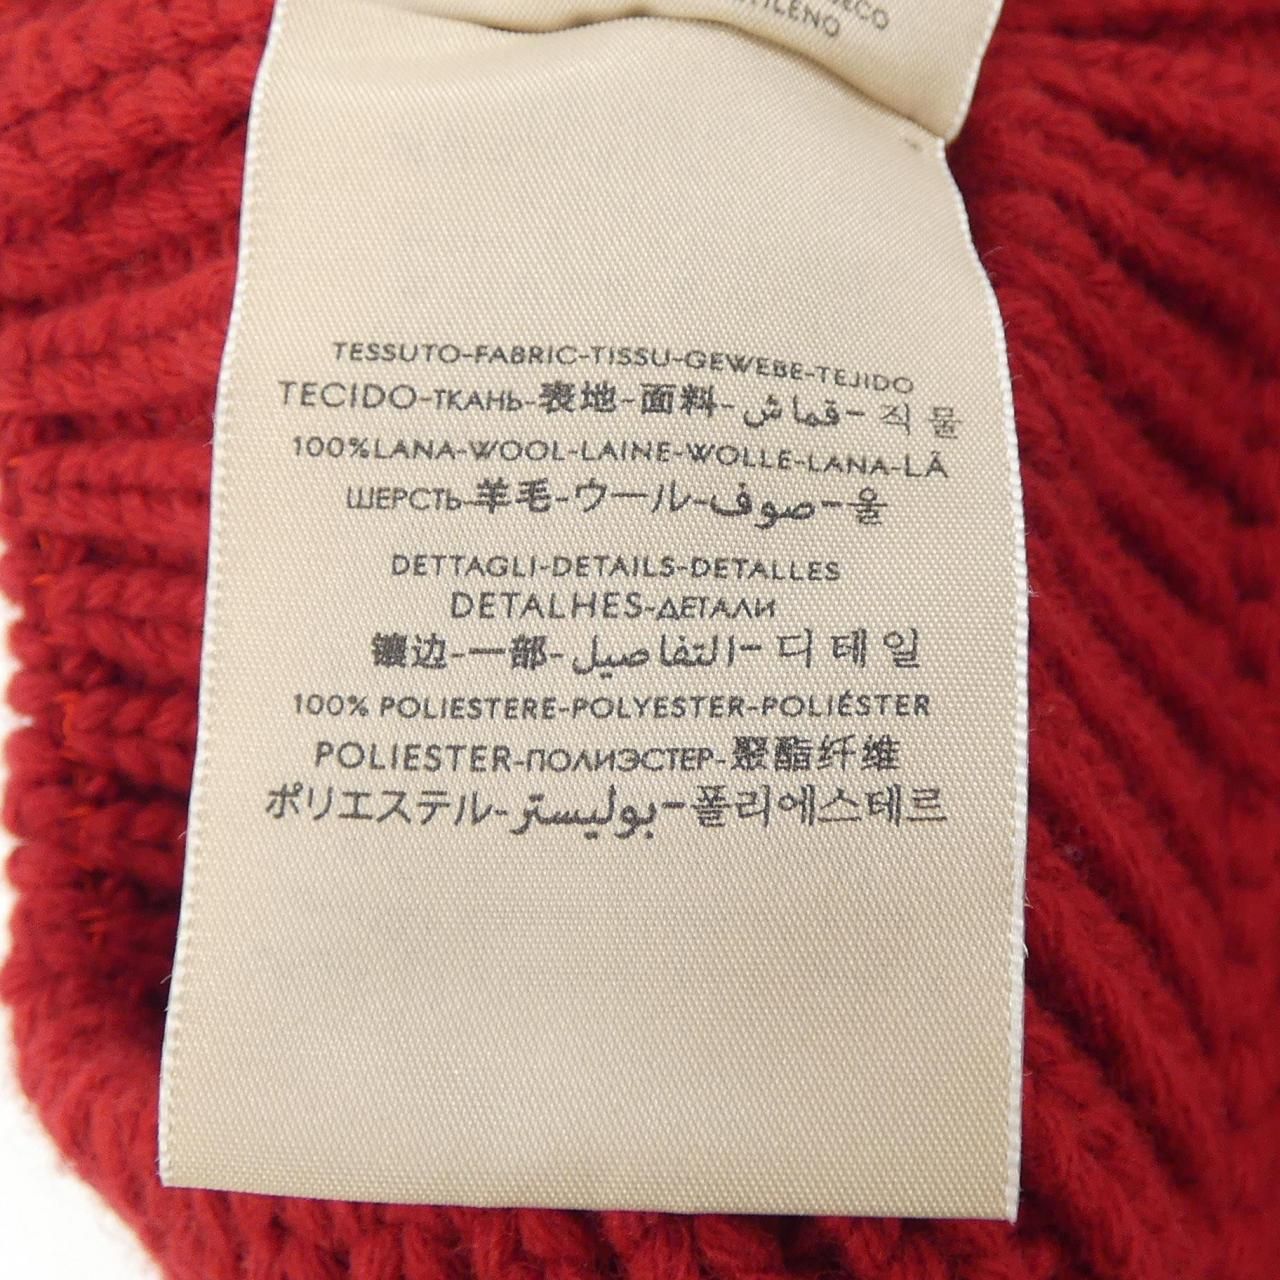 TESSUTO-FABRIC-TISSU-GEWEBE-TEJIDO
TECIDO-ТКАНЬ-表地-面料-قماش-직물
100%LANA-WOOL-LAINE-WOLLE-LANA-LÃ
ШЕРСТЬ-羊毛-ウール-صوف-울
DETTAGLI-DETAILS-DETALLES
DETALHES-ДЕТАЛИ
镶边-一部-التفاصيل-디테일
100% POLIESTERE-POLYESTER-POLIÉSTER
POLIESTER-ПОЛИЭСТЕР-聚酯纤维
ポリエステル-بوليستر-폴리에스테르